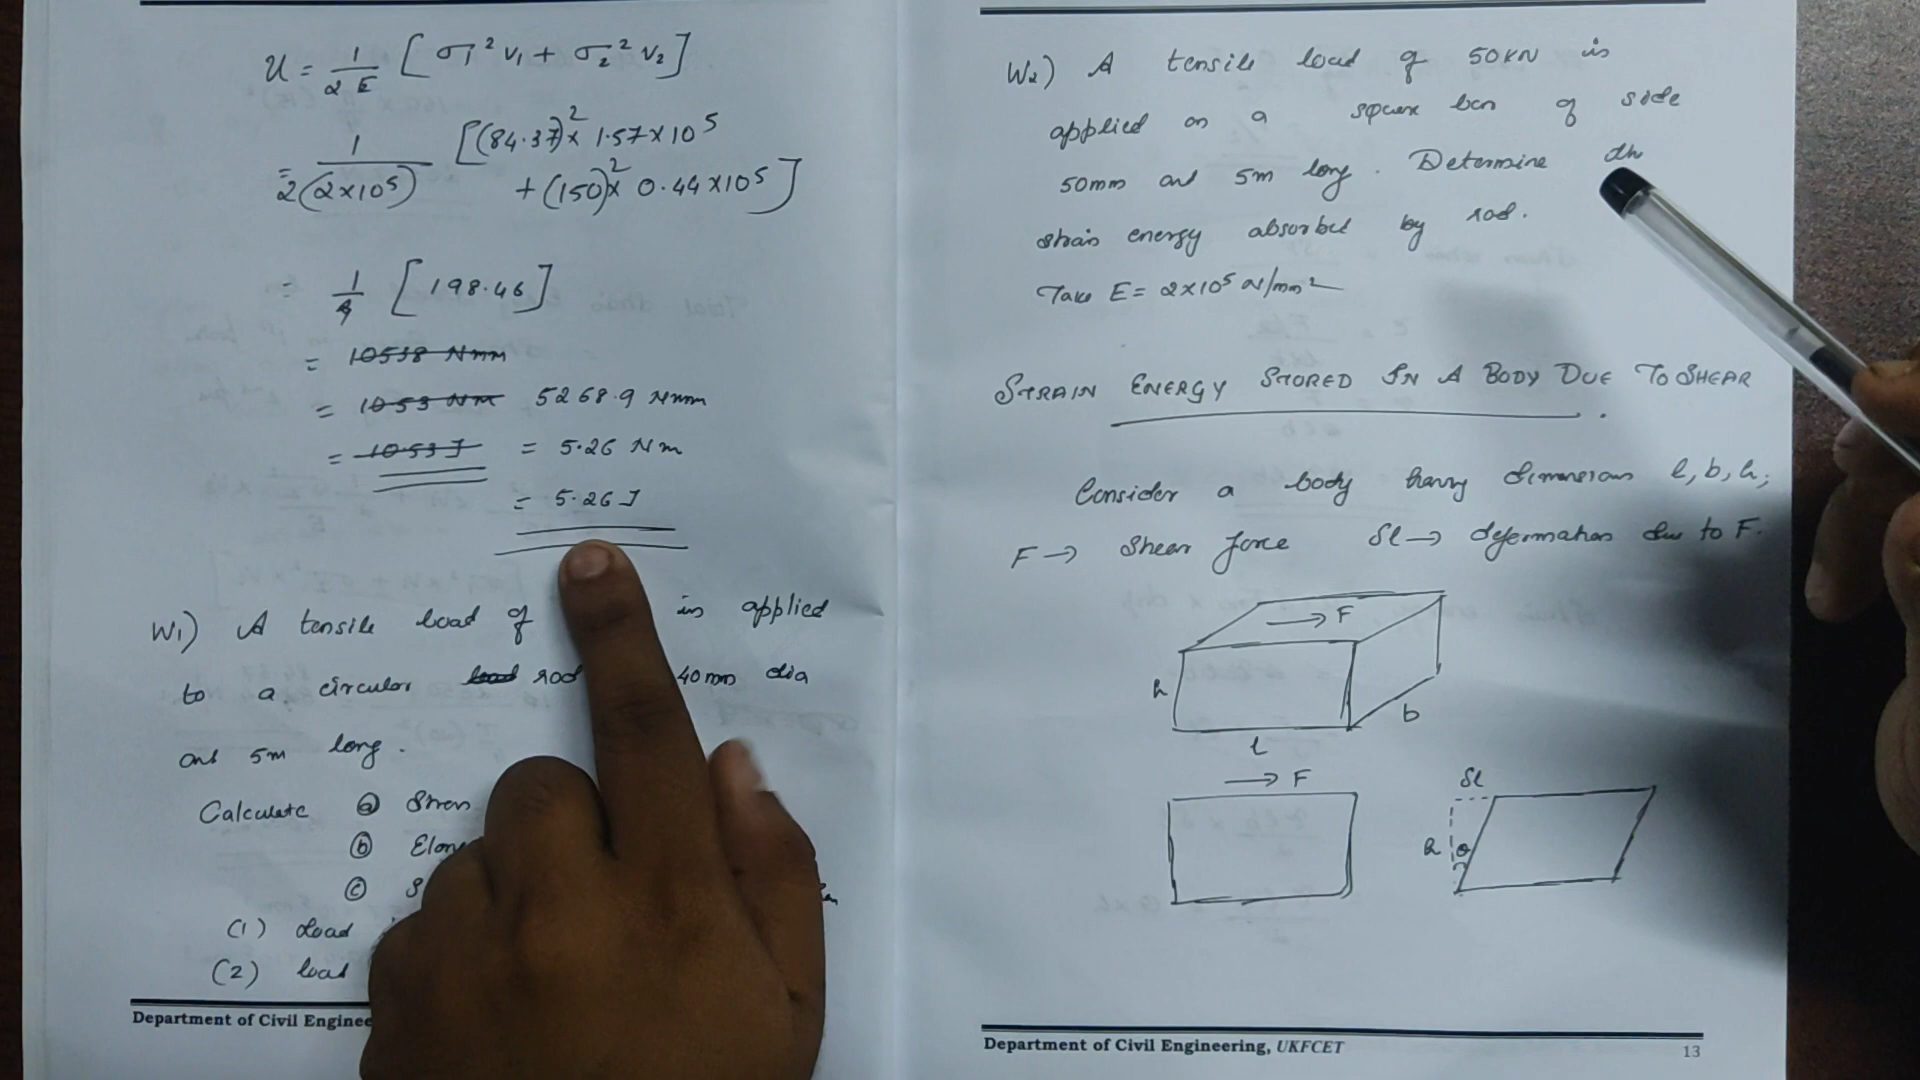 U = 1/2E [σ1² V1 + σ2² V2]
= 1/2(2×10⁵) [(84.37)² × 1.57×10⁵
+ (150)² × 0.44×10⁵]
= 1/4 [198.46]
= 10538 Nmm
= 1053 Nm 5268.9 Nmm
= 10.53 J = 5.26 Nm
= 5.26 J
W1) A tensile load of is applied
to a circular load rod 40mm dia
and 5m long.
Calculate (a) Stress
(b) Elon
(c) S
(1) Load
(2) load
Department of Civil Enginee
W2) A tensile load of 50KN is
applied on a square bar of side
50mm and 5m long. Determine the
strain energy absorbed by rod.
Take E = 2×10⁵ N/mm²
STRAIN ENERGY STORED IN A BODY DUE TO SHEAR.
Consider a body having dimensions l, b, h;
F → Shear force δl → deformation due to F.
→ F
h
b
l
→ F
δl
h θ
Department of Civil Engineering, UKFCET
13